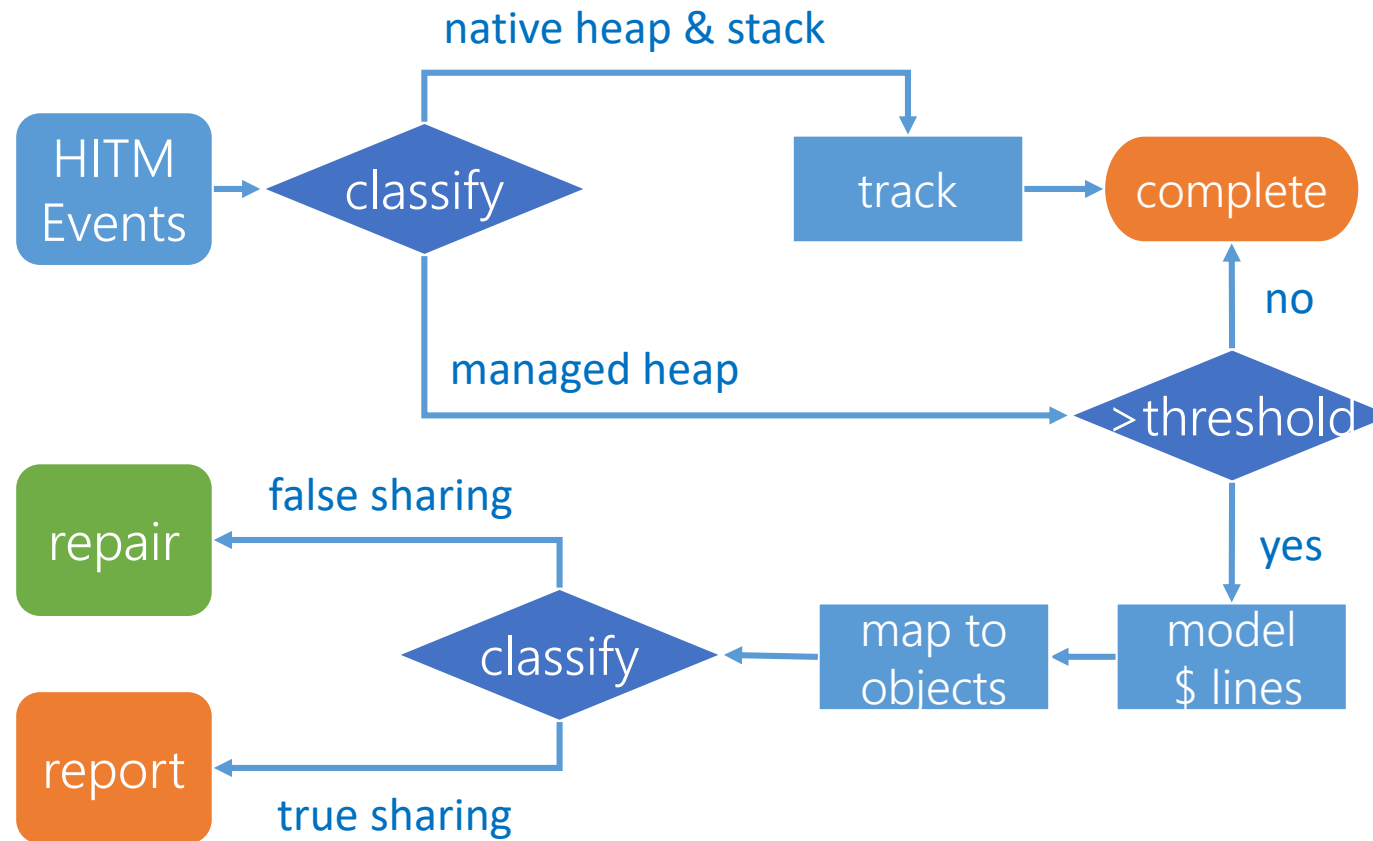 native heap & stack
HITM
Events
classify
track
complete
no
managed heap
>threshold
false sharing
repair
yes
classify
map to
objects
model
$ lines
report
true sharing